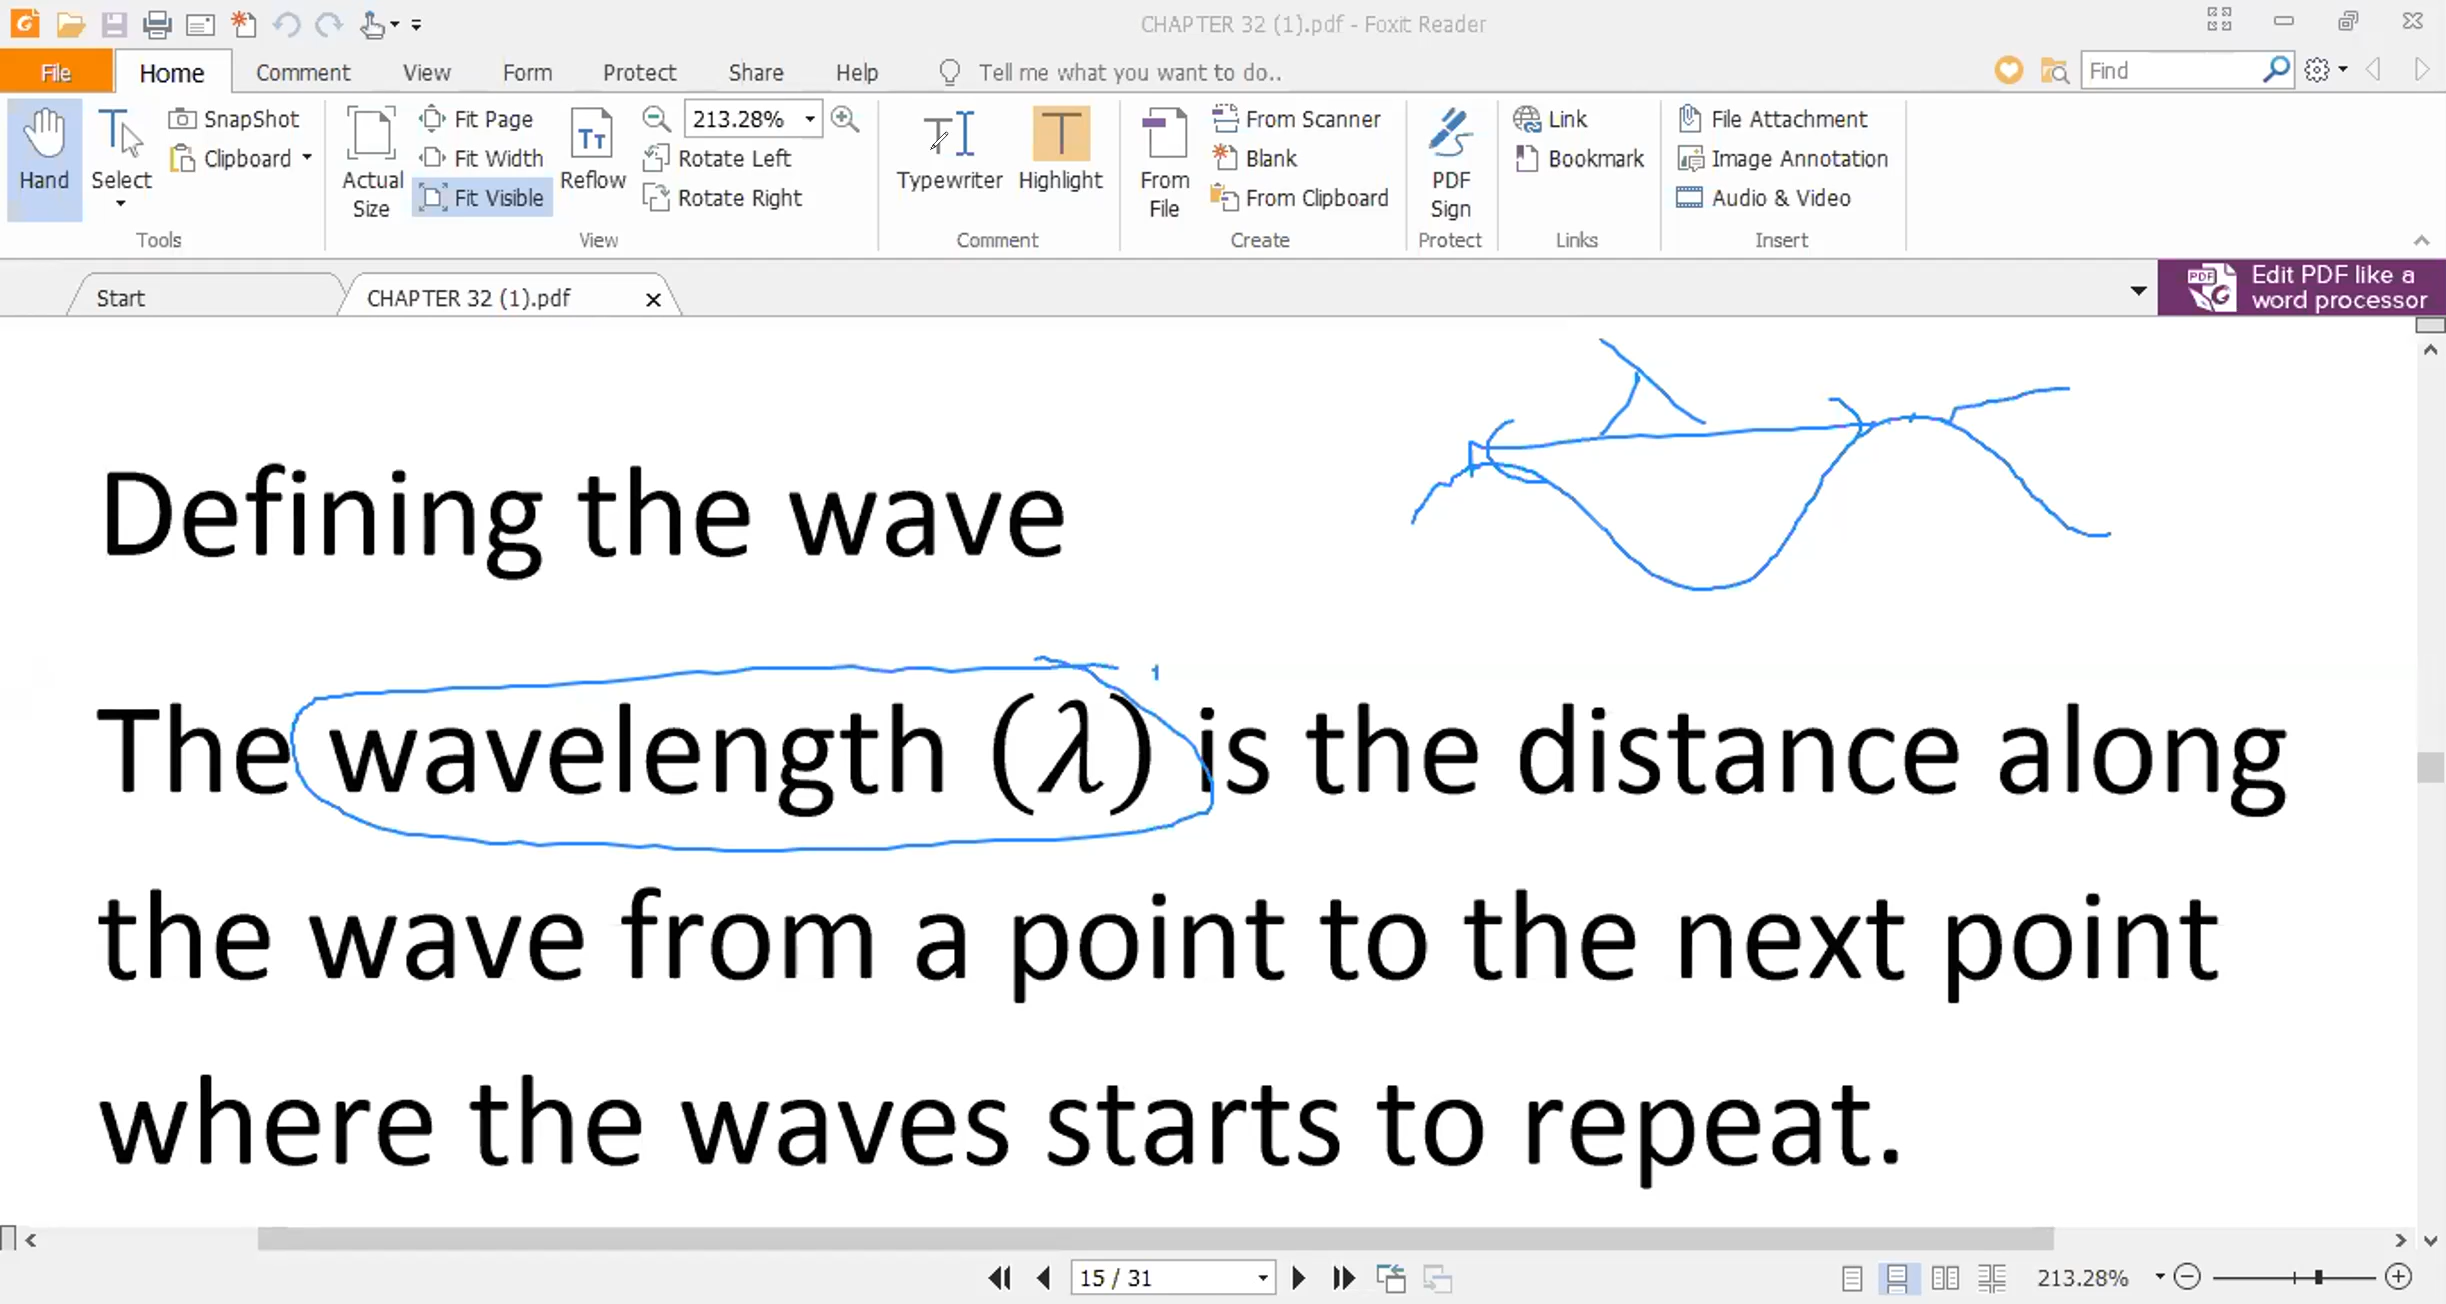 CHAPTER 32 (1).pdf - Foxit Reader
File Home Comment View Form Protect Share Help Tell me what you want to do.. Find
Hand Select SnapShot Clipboard Actual Size Fit Page Fit Width Fit Visible Reflow 213.28% Rotate Left Rotate Right Typewriter Highlight From File From Scanner Blank From Clipboard PDF Sign Link Bookmark File Attachment Image Annotation Audio & Video
Tools View Comment Create Protect Links Insert
Start CHAPTER 32 (1).pdf Edit PDF like a
word processor
Defining the wave
The wavelength (λ) is the distance along
the wave from a point to the next point
where the waves starts to repeat.
15 / 31 213.28%